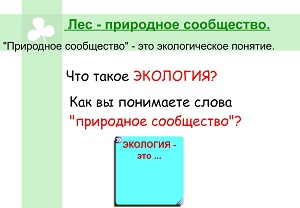 Лес - природное сообщество.
"Природное сообщество" - это экологическое понятие.
Что такое ЭКОЛОГИЯ?
Как вы понимаете слова
"природное сообщество"?
ЭКОЛОГИЯ -
это ...